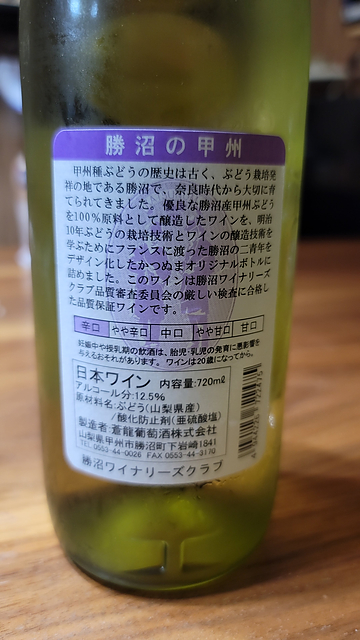 勝沼の甲州
甲州種ぶどうの歴史は古く、ぶどう栽培発
祥の地である勝沼で、奈良時代から大切に育
てられてきました。優良な勝沼産甲州ぶどう
を100%原料として醸造したワインを、明治
10年ぶどうの栽培技術とワインの醸造技術を
学ぶためにフランスに渡った勝沼の二青年を
デザイン化したかつぬまオリジナルボトルに
詰めました。このワインは勝沼ワイナリーズ
クラブ品質審査委員会の厳しい検査に合格し
た品質保証ワインです。
辛口 やや辛口 中口 やや甘口 甘口
妊娠中や授乳期の飲酒は、胎児・乳児の発育に悪影響を
与えるおそれがあります。ワインは20歳になってから。
日本ワイン 内容量:720mℓ
アルコール分:12.5%
原材料名:ぶどう(山梨県産)
/酸化防止剤(亜硫酸塩)
製造者:蒼龍葡萄酒株式会社
山梨県甲州市勝沼町下岩崎1841
TEL 0553-44-0026 FAX 0553-44-3170
勝沼ワイナリーズクラブ